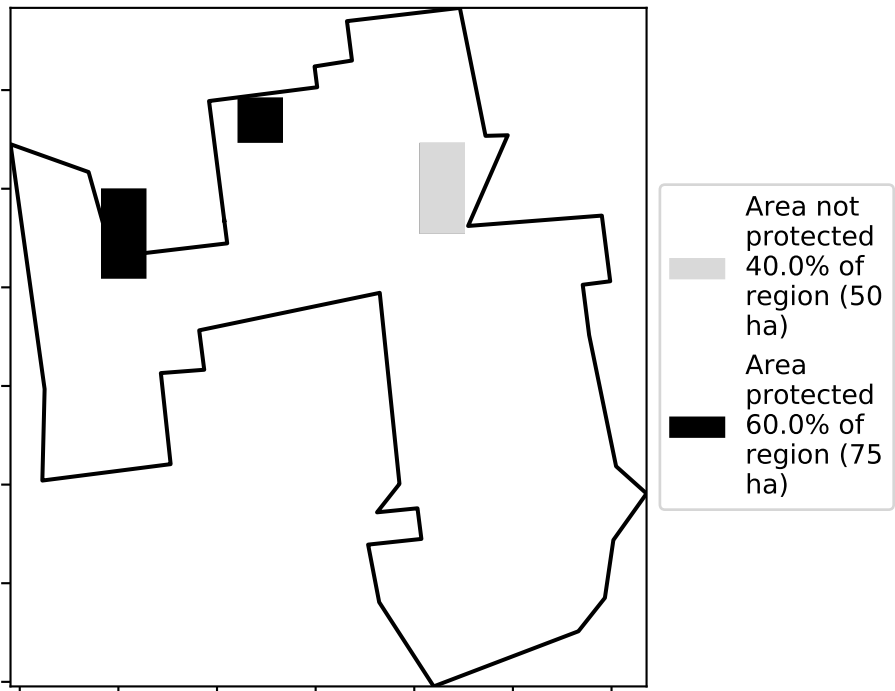 Area not
protected
40.0% of
region (50
ha)
Area
protected
60.0% of
region (75
ha)